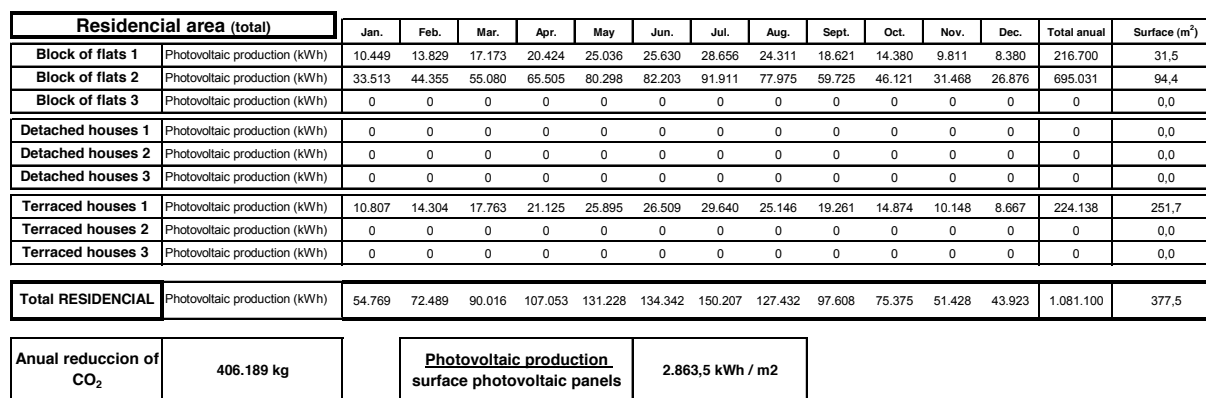 Residencial area (total) Jan. Feb. Mar. Apr. May Jun. Jul. Aug. Sept. Oct. Nov. Dec. Total anual Surface (m²)
Block of flats 1 Photovoltaic production (kWh) 10.449 13.829 17.173 20.424 25.036 25.630 28.656 24.311 18.621 14.380 9.811 8.380 216.700 31,5
Block of flats 2 Photovoltaic production (kWh) 33.513 44.355 55.080 65.505 80.298 82.203 91.911 77.975 59.725 46.121 31.468 26.876 695.031 94,4
Block of flats 3 Photovoltaic production (kWh) 0 0 0 0 0 0 0 0 0 0 0 0 0 0,0
Detached houses 1 Photovoltaic production (kWh) 0 0 0 0 0 0 0 0 0 0 0 0 0 0,0
Detached houses 2 Photovoltaic production (kWh) 0 0 0 0 0 0 0 0 0 0 0 0 0 0,0
Detached houses 3 Photovoltaic production (kWh) 0 0 0 0 0 0 0 0 0 0 0 0 0 0,0
Terraced houses 1 Photovoltaic production (kWh) 10.807 14.304 17.763 21.125 25.895 26.509 29.640 25.146 19.261 14.874 10.148 8.667 224.138 251,7
Terraced houses 2 Photovoltaic production (kWh) 0 0 0 0 0 0 0 0 0 0 0 0 0 0,0
Terraced houses 3 Photovoltaic production (kWh) 0 0 0 0 0 0 0 0 0 0 0 0 0 0,0
Total RESIDENCIAL Photovoltaic production (kWh) 54.769 72.489 90.016 107.053 131.228 134.342 150.207 127.432 97.608 75.375 51.428 43.923 1.081.100 377,5
Anual reduccion of
CO₂
406.189 kg
Photovoltaic production
surface photovoltaic panels
2.863,5 kWh / m2